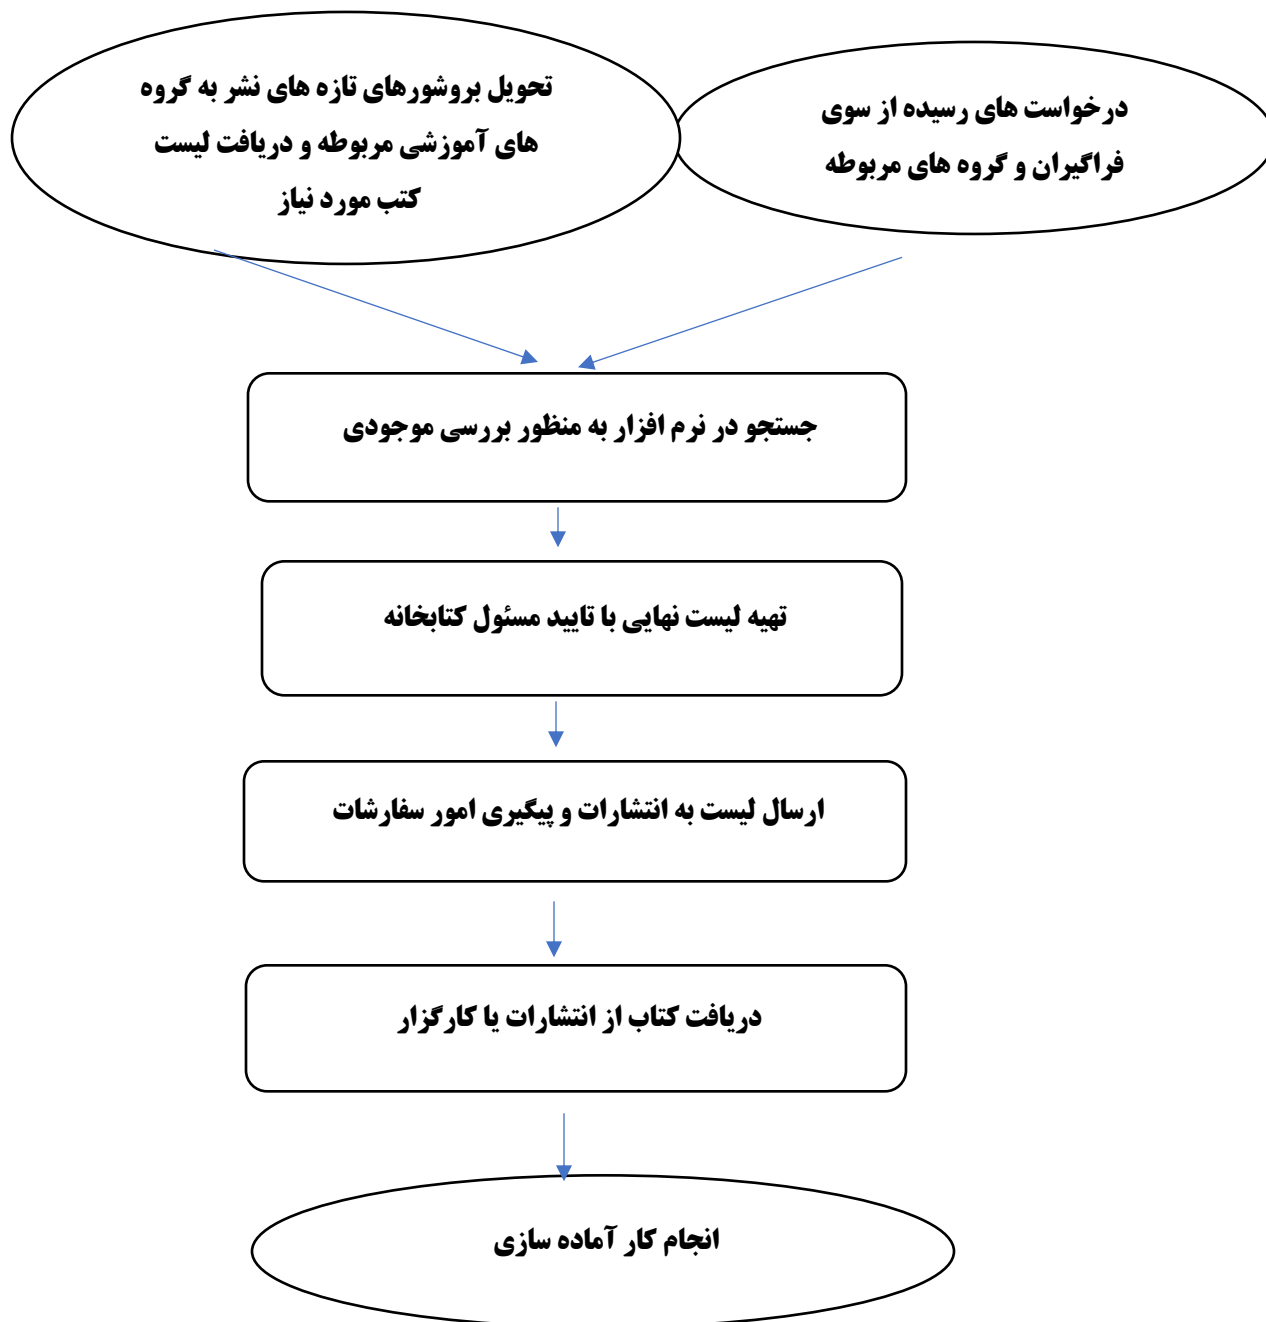 درخواست های رسیده از سوی
فراگیران و گروه های مربوطه
تحویل بروشورهای تازه های نشر به گروه
های آموزشی مربوطه و دریافت لیست
کتب مورد نیاز
جستجو در نرم افزار به منظور بررسی موجودی
تهیه لیست نهایی با تایید مسئول کتابخانه
ارسال لیست به انتشارات و پیگیری امور سفارشات
دریافت کتاب از انتشارات یا کارگزار
انجام کار آماده سازی